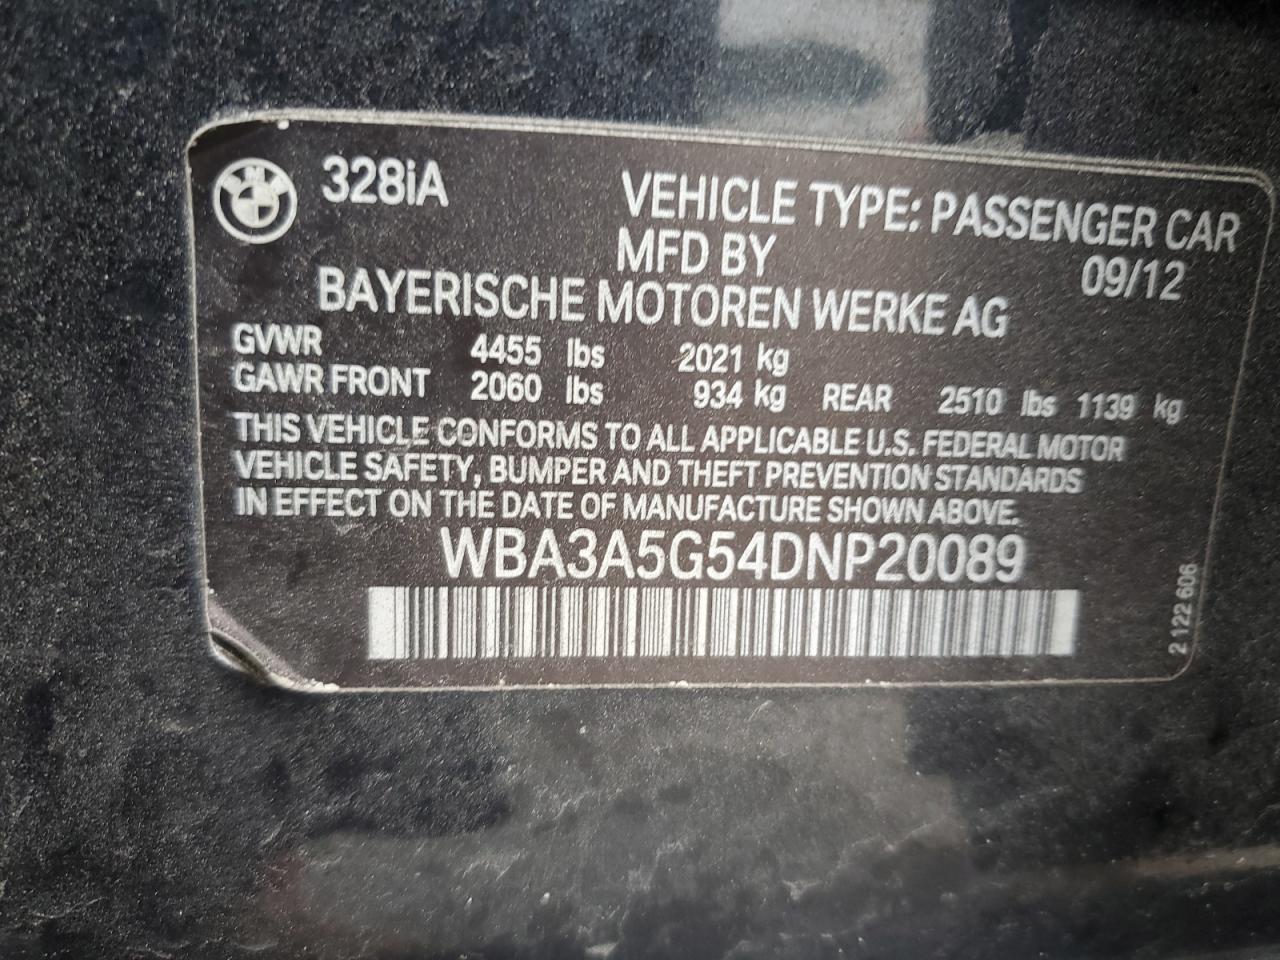 BMW 328iA
VEHICLE TYPE: PASSENGER CAR
MFD BY 09/12
BAYERISCHE MOTOREN WERKE AG
GVWR 4455 lbs 2021 kg
GAWR FRONT 2060 lbs 934 kg REAR 2510 lbs 1139 kg
THIS VEHICLE CONFORMS TO ALL APPLICABLE U.S. FEDERAL MOTOR
VEHICLE SAFETY, BUMPER AND THEFT PREVENTION STANDARDS
IN EFFECT ON THE DATE OF MANUFACTURE SHOWN ABOVE.
WBA3A5G54DNP20089
2 122 606